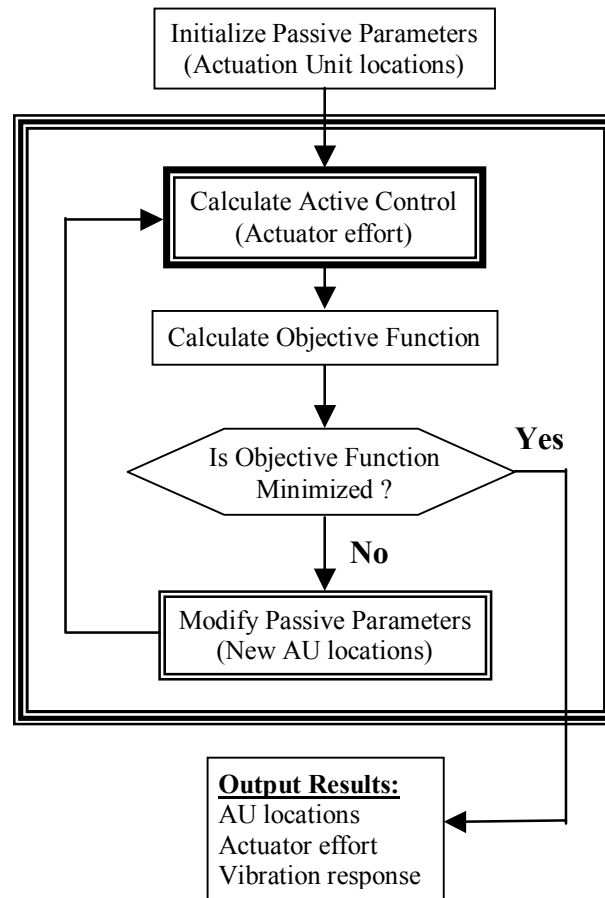 Initialize Passive Parameters
(Actuation Unit locations)
Calculate Active Control
(Actuator effort)
Calculate Objective Function
Is Objective Function
Minimized ?
Yes
No
Modify Passive Parameters
(New AU locations)
Output Results:
AU locations
Actuator effort
Vibration response